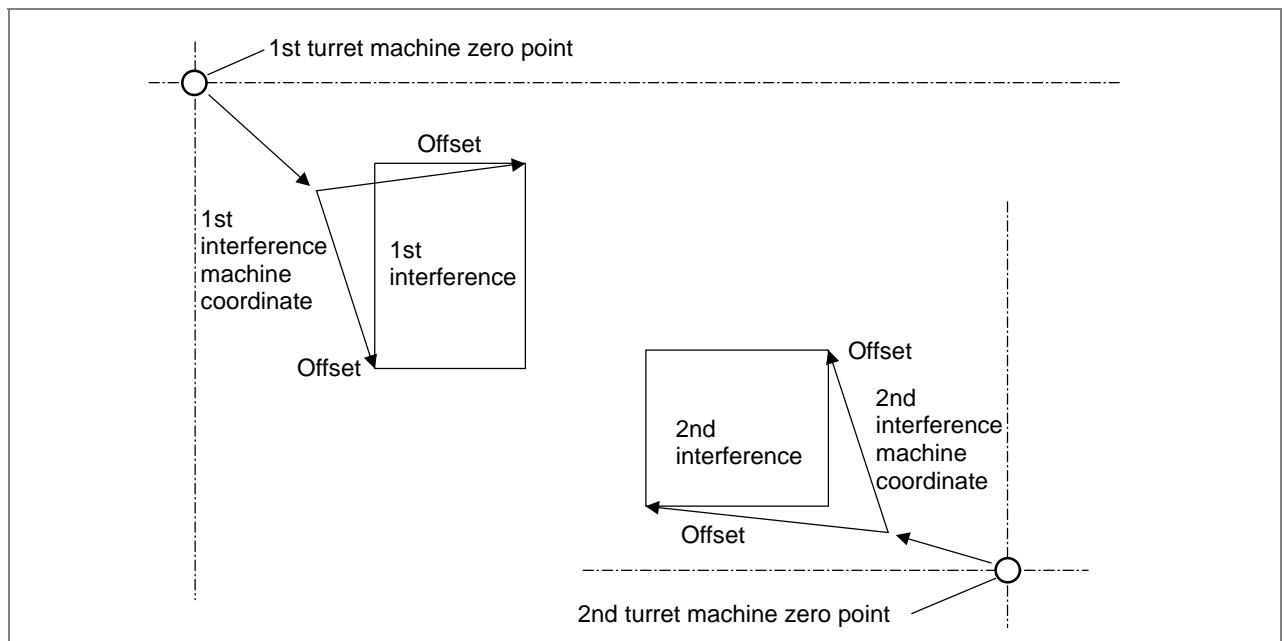 1st turret machine zero point
Offset
1st
interference
machine
coordinate
1st
interference
Offset
Offset
2nd
interference
machine
coordinate
2nd
interference
Offset
2nd turret machine zero point